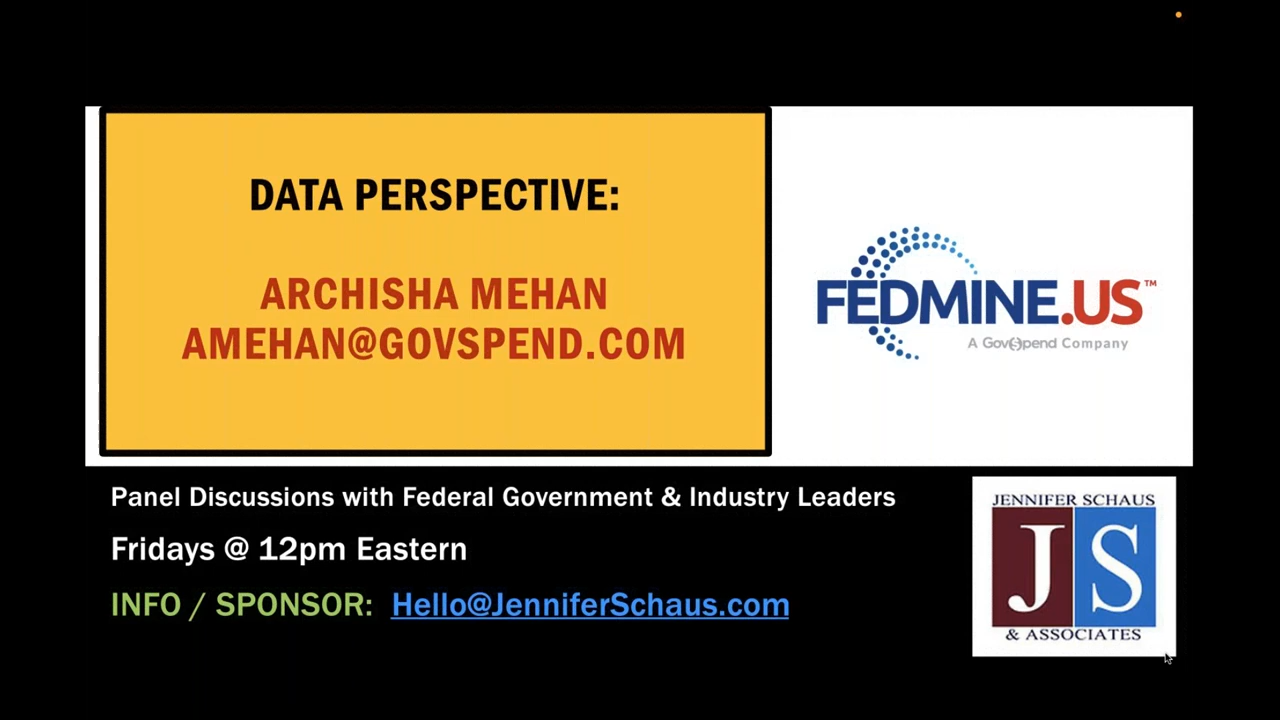 DATA PERSPECTIVE:
ARCHISHA MEHAN
AMEHAN@GOVSPEND.COM
FEDMINE.US™
A GovSpend Company
Panel Discussions with Federal Government & Industry Leaders
Fridays @ 12pm Eastern
INFO / SPONSOR: Hello@JenniferSchaus.com
JENNIFER SCHAUS
JS
& ASSOCIATES